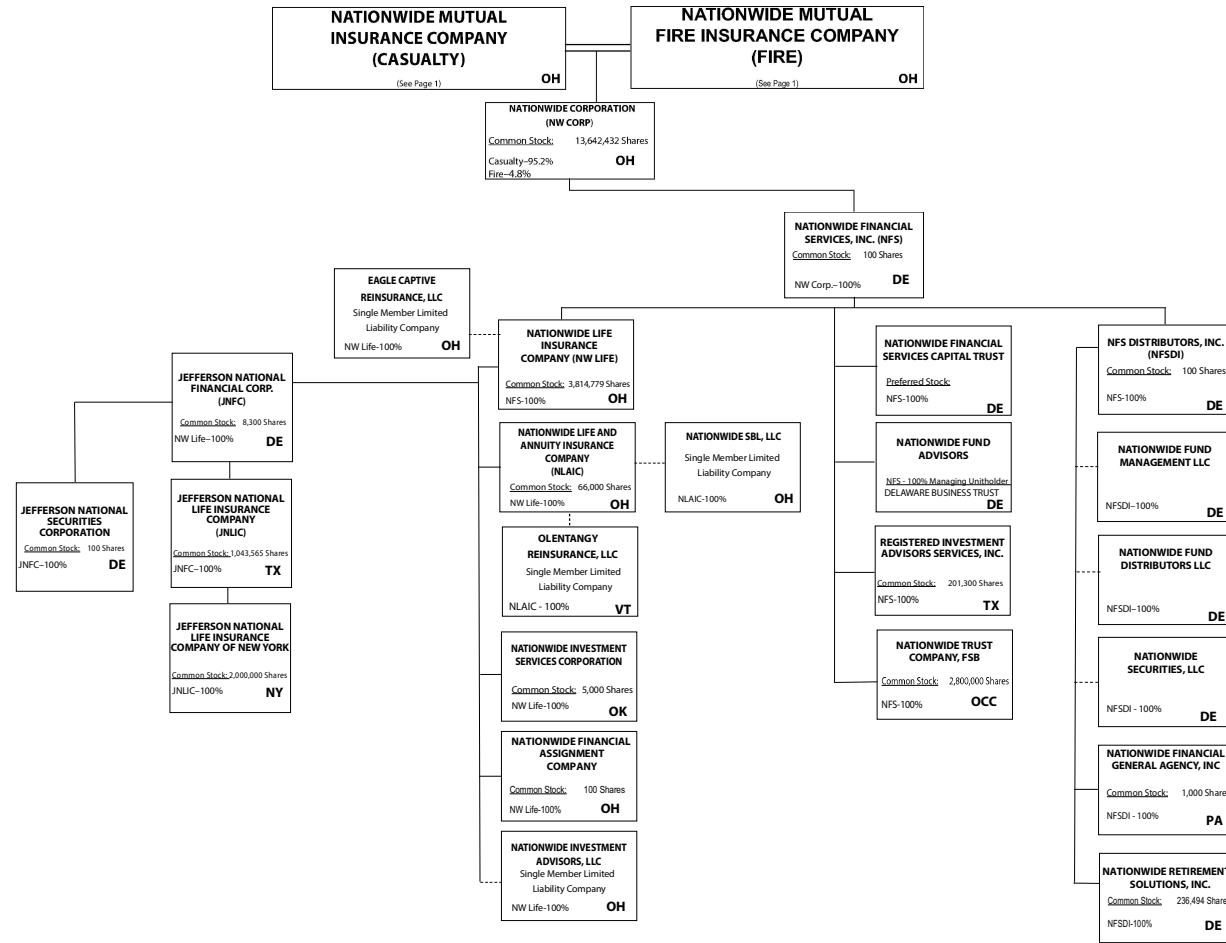 NATIONWIDE MUTUAL
INSURANCE COMPANY
(CASUALTY)
(See Page 1)
OH
NATIONWIDE MUTUAL
FIRE INSURANCE COMPANY
(FIRE)
(See Page 1)
OH
NATIONWIDE CORPORATION
(NW CORP)
Common Stock: 13,642,432 Shares
Casualty–95.2%
OH
Fire–4.8%
NATIONWIDE FINANCIAL
SERVICES, INC. (NFS)
Common Stock: 100 Shares
NW Corp.–100%
DE
EAGLE CAPTIVE
REINSURANCE, LLC
Single Member Limited
Liability Company
NW Life-100%
OH
JEFFERSON NATIONAL
FINANCIAL CORP.
(JNFC)
Common Stock: 8,300 Shares
NW Life–100%
DE
JEFFERSON NATIONAL
SECURITIES
CORPORATION
Common Stock: 100 Shares
JNFC–100%
DE
JEFFERSON NATIONAL
LIFE INSURANCE
COMPANY
(JNLIC)
Common Stock: 1,043,565 Shares
JNFC–100%
TX
JEFFERSON NATIONAL
LIFE INSURANCE
COMPANY OF NEW YORK
Common Stock: 2,000,000 Shares
JNLIC–100%
NY
NATIONWIDE LIFE
INSURANCE
COMPANY (NW LIFE)
Common Stock: 3,814,779 Shares
NFS-100%
OH
NATIONWIDE LIFE AND
ANNUITY INSURANCE
COMPANY
(NLAIC)
Common Stock: 66,000 Shares
NW Life-100%
OH
NATIONWIDE SBL, LLC
Single Member Limited
Liability Company
NLAIC-100%
OH
OLENTANGY
REINSURANCE, LLC
Single Member Limited
Liability Company
NLAIC - 100%
VT
NATIONWIDE INVESTMENT
SERVICES CORPORATION
Common Stock: 5,000 Shares
NW Life-100%
OK
NATIONWIDE FINANCIAL
ASSIGNMENT
COMPANY
Common Stock: 100 Shares
NW Life-100%
OH
NATIONWIDE INVESTMENT
ADVISORS, LLC
Single Member Limited
Liability Company
NW Life-100%
OH
NATIONWIDE FINANCIAL
SERVICES CAPITAL TRUST
Preferred Stock:
NFS-100%
DE
NATIONWIDE FUND
ADVISORS
NFS - 100% Managing Unitholder
DELAWARE BUSINESS TRUST
DE
REGISTERED INVESTMENT
ADVISORS SERVICES, INC.
Common Stock: 201,300 Shares
NFS-100%
TX
NATIONWIDE TRUST
COMPANY, FSB
Common Stock: 2,800,000 Shares
NFS-100%
OCC
NFS DISTRIBUTORS, INC.
(NFSDI)
Common Stock: 100 Shares
NFS-100%
DE
NATIONWIDE FUND
MANAGEMENT LLC
NFSDI–100%
DE
NATIONWIDE FUND
DISTRIBUTORS LLC
NFSDI–100%
DE
NATIONWIDE
SECURITIES, LLC
NFSDI - 100%
DE
NATIONWIDE FINANCIAL
GENERAL AGENCY, INC
Common Stock: 1,000 Share
NFSDI - 100%
PA
NATIONWIDE RETIREMENT
SOLUTIONS, INC.
Common Stock: 236,494 Share
NFSDI-100%
DE